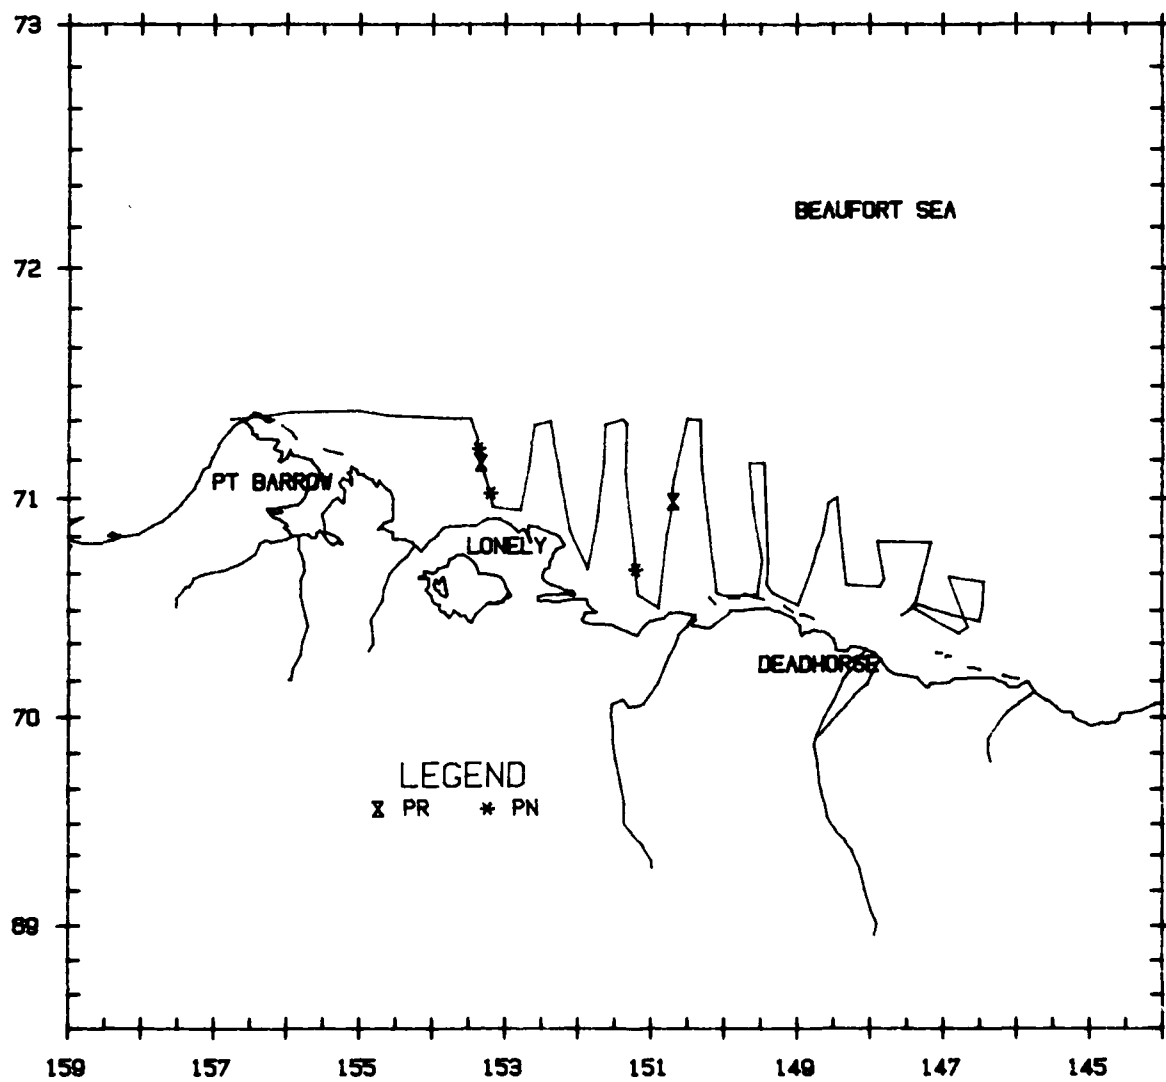 73
BEAUFORT SEA
72
71
PT BARROW
LONELY
DEADHORSE
70
LEGEND
PR PN
69
159 157 155 153 151 149 147 145